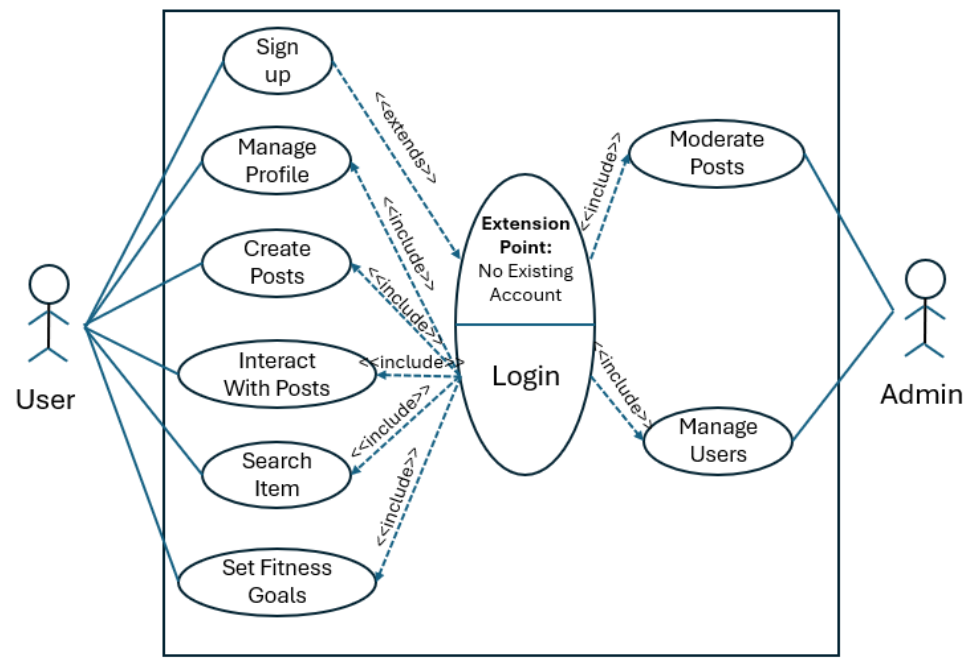 Sign
up
<<extends>>
Manage
Profile
<<include>>
Create
Posts
<<include>>
Interact
With Posts
<<include>>
Search
Item
<<include>>
Set Fitness
Goals
<<include>>
User
Extension
Point:
No Existing
Account
Login
<<include>>
Moderate
Posts
<<include>>
Manage
Users
Admin